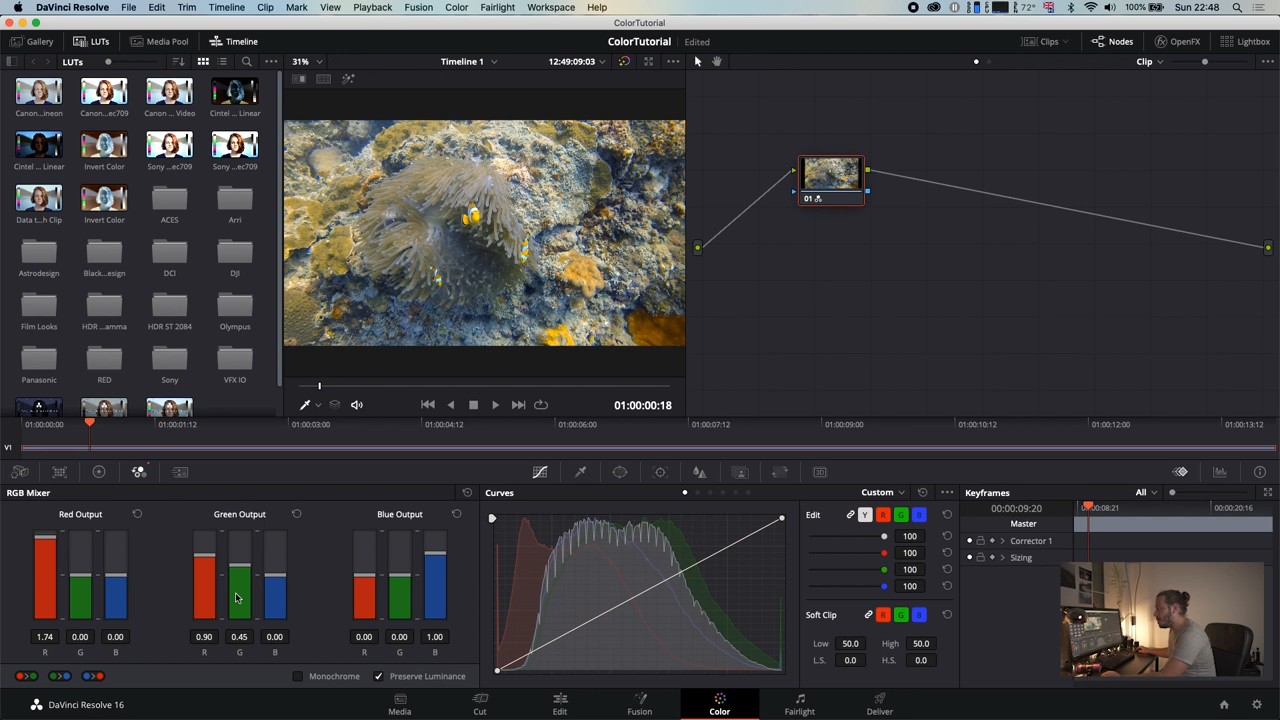 DaVinci Resolve File Edit Trim Timeline Clip Mark View Playback Fusion Color Fairlight Workspace Help 72° 100% Sun 22:48
ColorTutorial
Gallery LUTs Media Pool Timeline ColorTutorial Edited Clips Nodes OpenFX Lightbox
LUTs 31% Timeline 1 12:49:09:03 Clip
Canon...ineon Canon...ec709 Canon ... Video Cintel ... Linear
Cintel ... Linear Invert Color Sony ...ec709 Sony ...ec709
01
Data t...h Clip Invert Color ACES Arri
Astrodesign Black...esign DCI DJI
Film Looks HDR ...amma HDR ST 2084 Olympus
Panasonic RED Sony VFX IO
01:00:00:18
01:00:00:00 01:00:01:12 01:00:03:00 01:00:04:12 01:00:06:00 01:00:07:12 01:00:09:00 01:00:10:12 01:00:12:00 01:00:13:12
V1
3D
RGB Mixer Curves Custom Keyframes All
Red Output Green Output Blue Output Edit Y R G B 00:00:09:20 00:00:08:21 00:00:20:16
Master
100
Corrector 1
100
Sizing
100
100
Soft Clip R G B
1.74 0.00 0.00 0.90 0.45 0.00 0.00 0.00 1.00 Low 50.0 High 50.0
R G B R G B R G B L.S. 0.0 H.S. 0.0
Monochrome Preserve Luminance
DaVinci Resolve 16 Media Cut Edit Fusion Color Fairlight Deliver